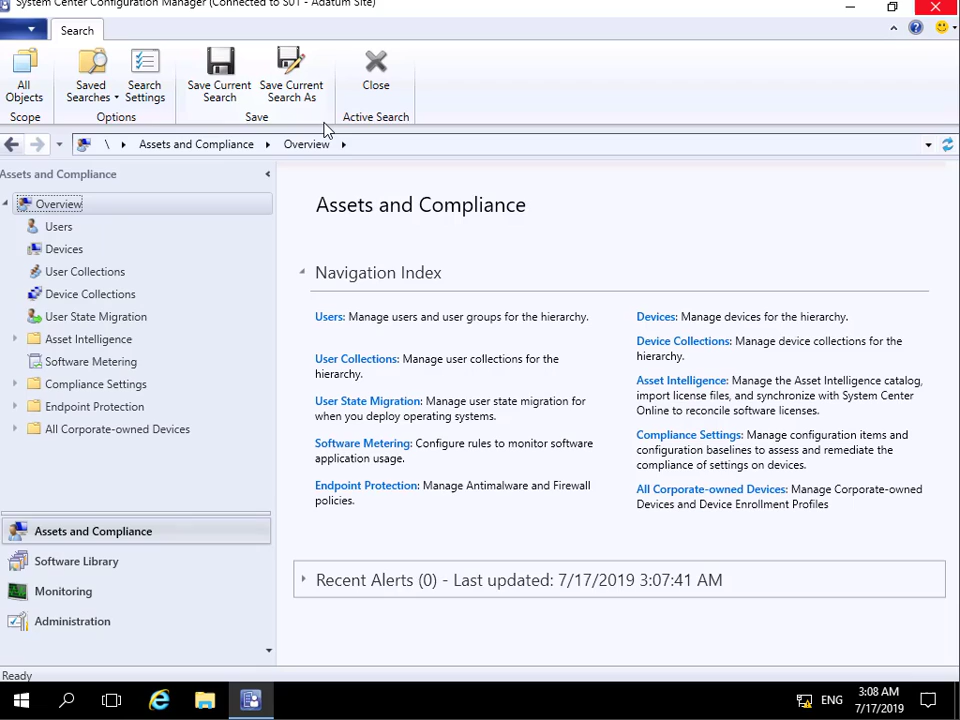 System Center Configuration Manager (Connected to S01 - Adatum Site)
Search
All Objects
Saved Searches
Search Settings
Save Current Search
Save Current Search As
Close
Scope
Options
Save
Active Search
\
Assets and Compliance
Overview
Assets and Compliance
Overview
Users
Devices
User Collections
Device Collections
User State Migration
Asset Intelligence
Software Metering
Compliance Settings
Endpoint Protection
All Corporate-owned Devices
Assets and Compliance
Software Library
Monitoring
Administration
Assets and Compliance
Navigation Index
Users: Manage users and user groups for the hierarchy.
User Collections: Manage user collections for the
hierarchy.
User State Migration: Manage user state migration for
when you deploy operating systems.
Software Metering: Configure rules to monitor software
application usage.
Endpoint Protection: Manage Antimalware and Firewall
policies.
Devices: Manage devices for the hierarchy.
Device Collections: Manage device collections for the
hierarchy.
Asset Intelligence: Manage the Asset Intelligence catalog,
import license files, and synchronize with System Center
Online to reconcile software licenses.
Compliance Settings: Manage configuration items and
configuration baselines to assess and remediate the
compliance of settings on devices.
All Corporate-owned Devices: Manage Corporate-owned
Devices and Device Enrollment Profiles
Recent Alerts (0) - Last updated: 7/17/2019 3:07:41 AM
Ready
ENG
3:08 AM
7/17/2019